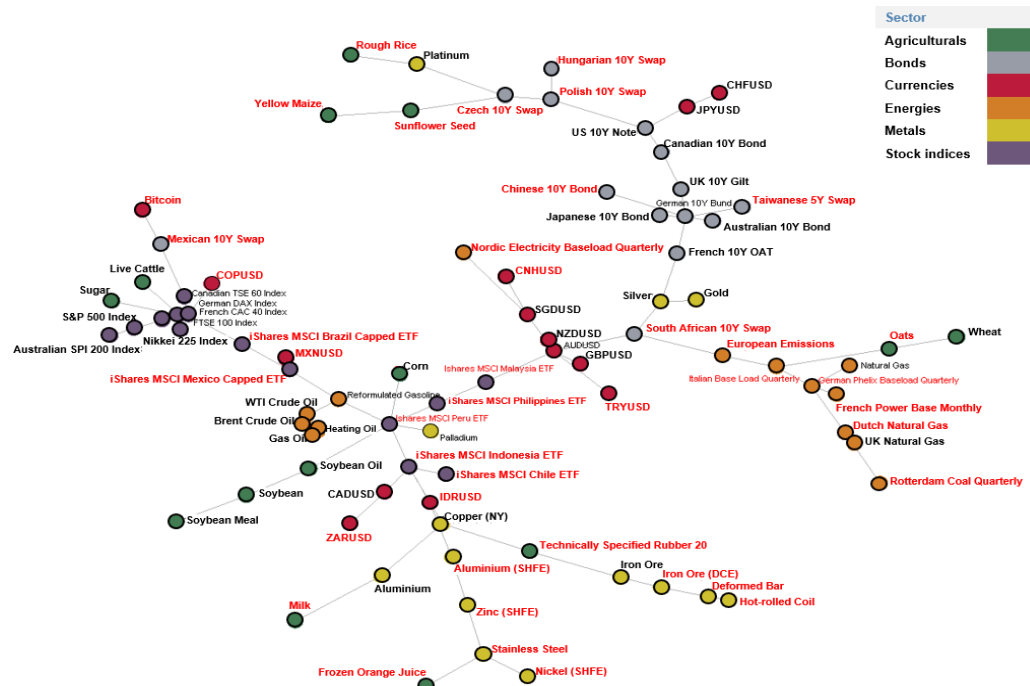 Sector
Agriculturals
Bonds
Currencies
Energies
Metals
Stock indices
Rough Rice
Platinum
Hungarian 10Y Swap
CHFUSD
Yellow Maize
Sunflower Seed
Czech 10Y Swap
Polish 10Y Swap
JPYUSD
US 10Y Note
Canadian 10Y Bond
UK 10Y Gilt
Chinese 10Y Bond
German 10Y Bund
Taiwanese 5Y Swap
Japanese 10Y Bond
Australian 10Y Bond
French 10Y OAT
Bitcoin
Mexican 10Y Swap
Nordic Electricity Baseload Quarterly
Live Cattle
COPUSD
CNHUSD
Sugar
Canadian TSE 60 Index
German DAX Index
French CAC 40 Index
S&P 500 Index
FTSE 100 Index
Nikkei 225 Index
Australian SPI 200 Index
iShares MSCI Brazil Capped ETF
Silver
Gold
SGDUSD
NZDUSD
AUDUSD
GBPUSD
South African 10Y Swap
European Emissions
Oats
Wheat
MXNUSD
iShares MSCI Mexico Capped ETF
Corn
Ishares MSCI Malaysia ETF
Italian Base Load Quarterly
Natural Gas
German Phelix Baseload Quarterly
TRYUSD
French Power Base Monthly
WTI Crude Oil
Reformulated Gasoline
iShares MSCI Philippines ETF
Brent Crude Oil
Heating Oil
Gas Oil
Ishares MSCI Peru ETF
Palladium
Dutch Natural Gas
UK Natural Gas
iShares MSCI Indonesia ETF
Soybean Oil
iShares MSCI Chile ETF
Rotterdam Coal Quarterly
Soybean
CADUSD
IDRUSD
Soybean Meal
ZARUSD
Copper (NY)
Technically Specified Rubber 20
Aluminium (SHFE)
Iron Ore
Iron Ore (DCE)
Aluminium
Deformed Bar
Hot-rolled Coil
Milk
Zinc (SHFE)
Stainless Steel
Frozen Orange Juice
Nickel (SHFE)